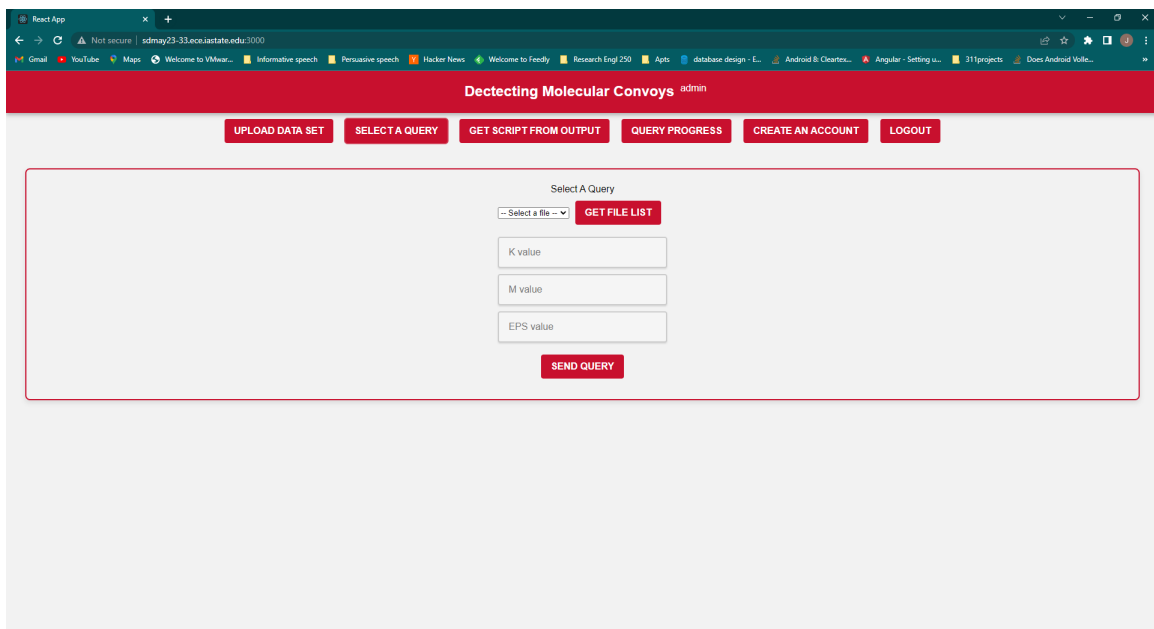 React App
Not secure | sdmay23-33.ece.iastate.edu:3000
Gmail YouTube Maps Welcome to VMwar... Informative speech Persuasive speech Hacker News Welcome to Feedly Research Engl 250 Apts database design - E... Android & Cleartex... Angular - Setting u... 311projects Does Android Volle... »
Dectecting Molecular Convoys admin
UPLOAD DATA SET SELECT A QUERY GET SCRIPT FROM OUTPUT QUERY PROGRESS CREATE AN ACCOUNT LOGOUT
Select A Query
-- Select a file -- GET FILE LIST
K value
M value
EPS value
SEND QUERY